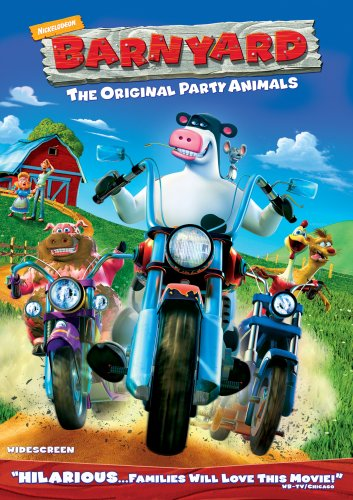 NICKELODEON
BARNYARD
THE ORIGINAL PARTY ANIMALS
WIDESCREEN
"HILARIOUS...FAMILIES WILL LOVE THIS MOVIE!"
WB-TV/CHICAGO